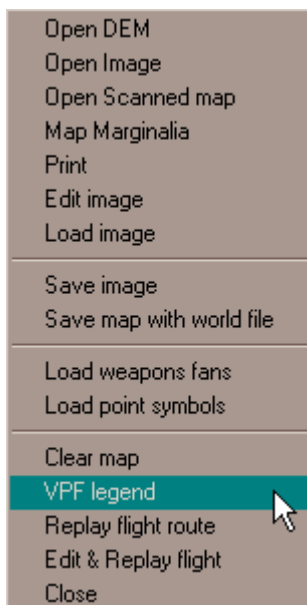 Open DEM
Open Image
Open Scanned map
Map Marginalia
Print
Edit image
Load image
Save image
Save map with world file
Load weapons fans
Load point symbols
Clear map
VPF legend
Replay flight route
Edit & Replay flight
Close